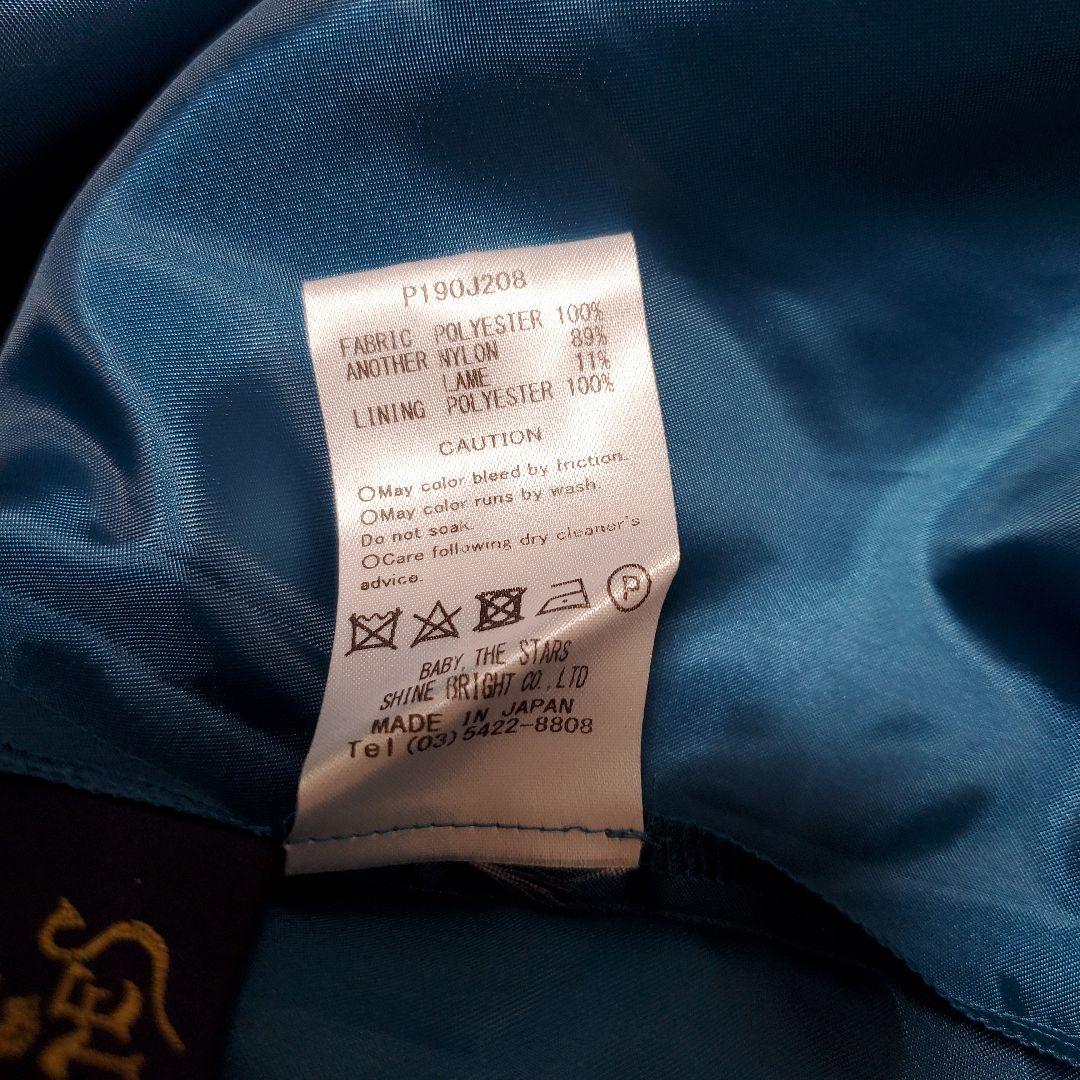 P190J208
FABRIC POLYESTER 100%
ANOTHER NYLON 89%
LAME 11%
LINING POLYESTER 100%
CAUTION
○May color bleed by friction.
○May color runs by wash.
Do not soak.
○Care following dry cleaner's
advice.
P
BABY, THE STARS
SHINE BRIGHT CO.,LTD
MADE IN JAPAN
Tel (03)5422-8808